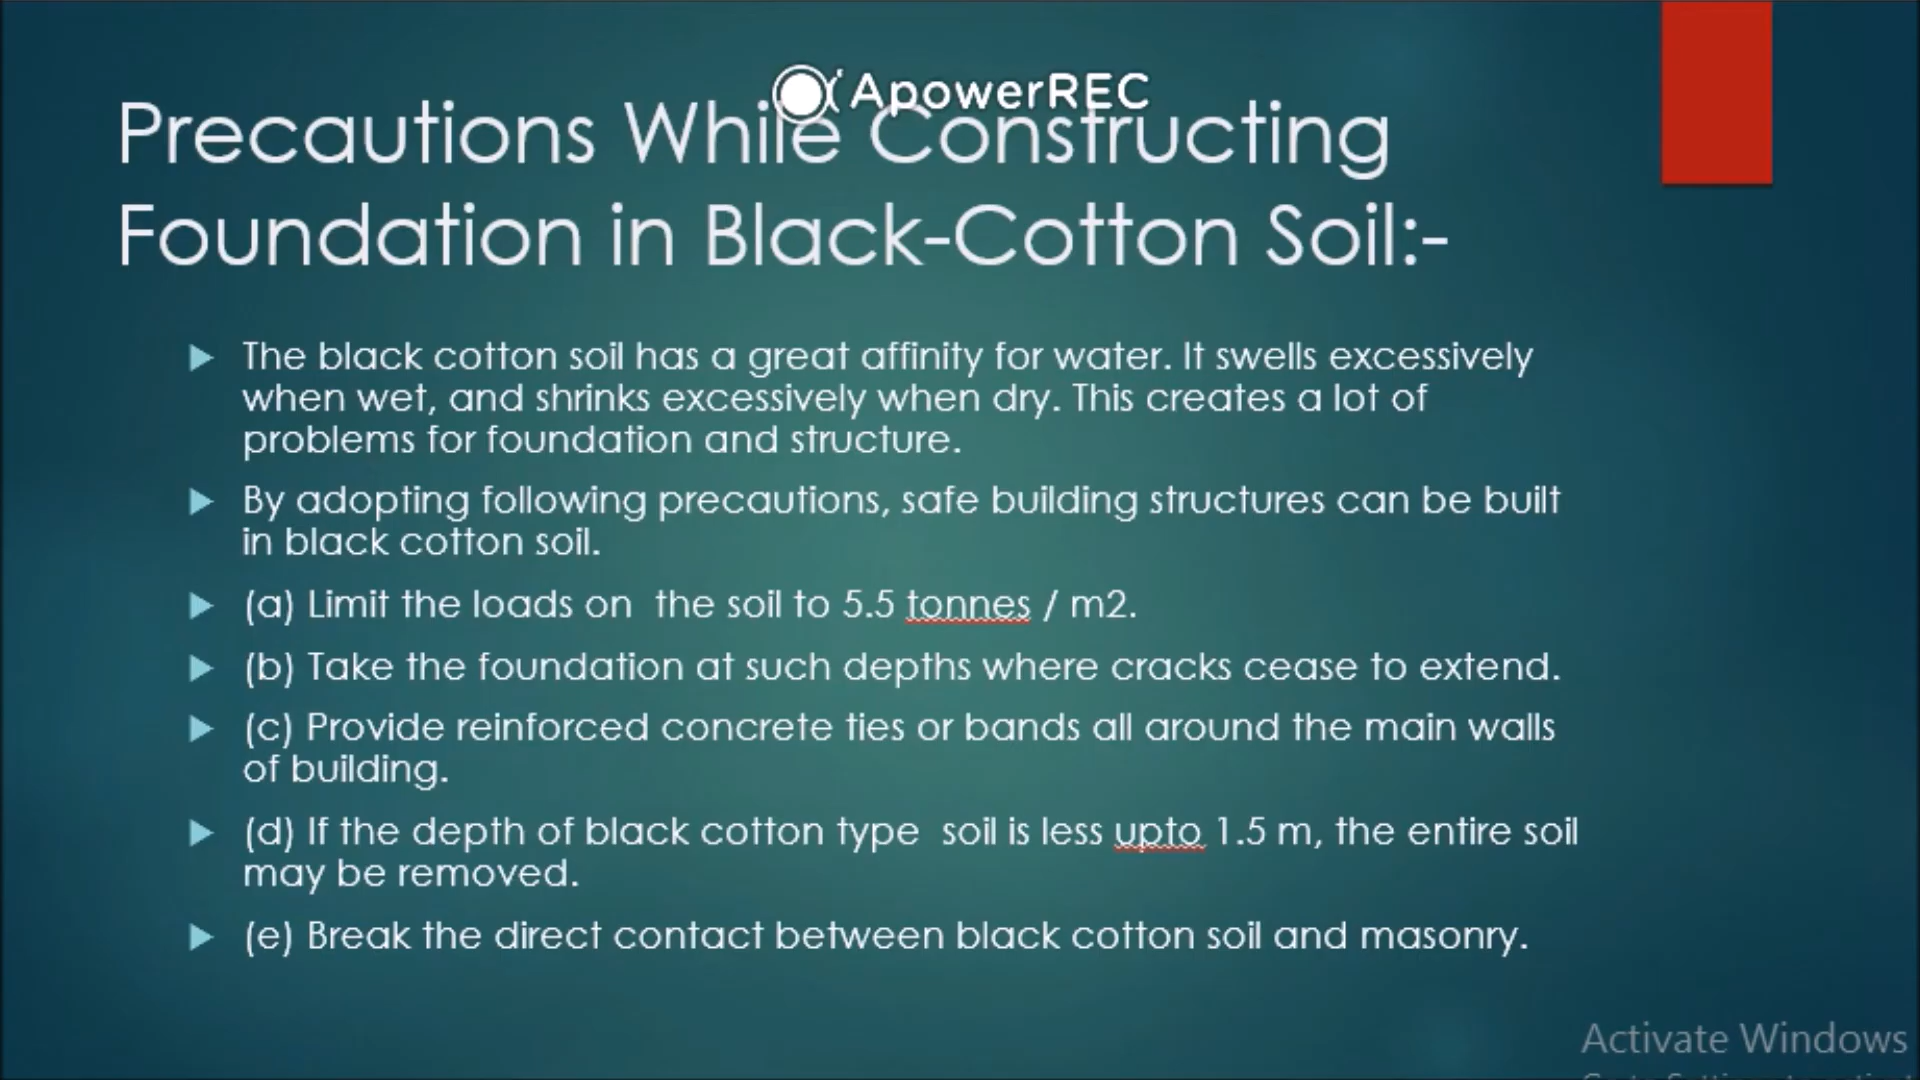 ApowerREC
Precautions While Constructing
Foundation in Black-Cotton Soil:-
The black cotton soil has a great affinity for water. It swells excessively
when wet, and shrinks excessively when dry. This creates a lot of
problems for foundation and structure.
By adopting following precautions, safe building structures can be built
in black cotton soil.
(a) Limit the loads on  the soil to 5.5 tonnes / m2.
(b) Take the foundation at such depths where cracks cease to extend.
(c) Provide reinforced concrete ties or bands all around the main walls
of building.
(d) If the depth of black cotton type  soil is less upto 1.5 m, the entire soil
may be removed.
(e) Break the direct contact between black cotton soil and masonry.
Activate Windows